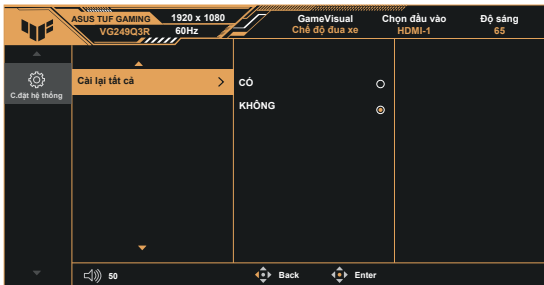 ASUS TUF GAMING
VG249Q3R
1920 x 1080
60Hz
GameVisual
Chế độ đua xe
Chọn đầu vào
HDMI-1
Độ sáng
65
C.đặt hệ thống
Cài lại tất cả
CÓ
KHÔNG
50
Back
Enter